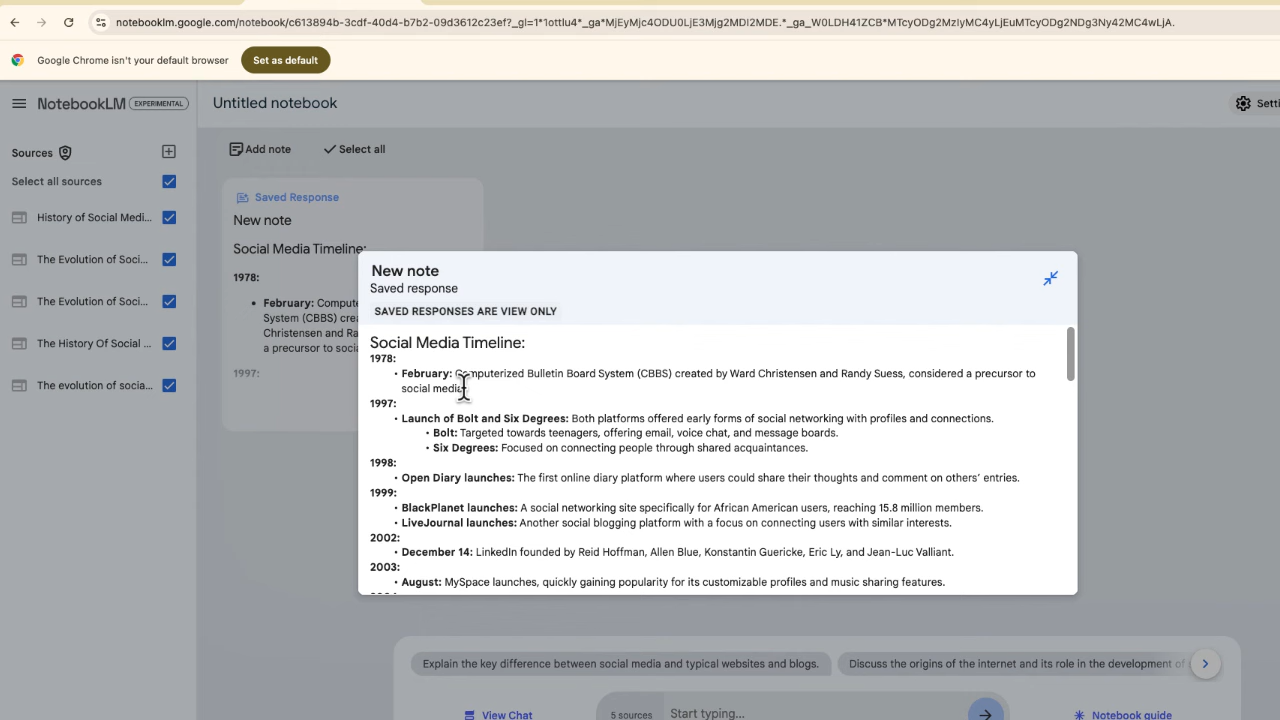 notebooklm.google.com/notebook/c613894b-3cdf-40d4-b7b2-09d3612c23ef?_gl=1*1ottlu4*_ga*MjEyMjc4ODU0LjE3Mjg2MDI2MDE.*_ga_W0LDH41ZCB*MTcyODg2MzIyMC4yLjEuMTcyODg2NDg3Ny42MC4wLjA.
Google Chrome isn't your default browser
Set as default
NotebookLM EXPERIMENTAL
Untitled notebook
Setti
Sources
Select all sources
History of Social Medi...
The Evolution of Soci...
The Evolution of Soci...
The History Of Social ...
The evolution of socia...
Add note
Select all
Saved Response
New note
Social Media Timeline:
1978:
• February: Compute
System (CBBS) crea
Christensen and Ra
a precursor to socia
1997:
New note
Saved response
SAVED RESPONSES ARE VIEW ONLY
Social Media Timeline:
1978:
• February: Computerized Bulletin Board System (CBBS) created by Ward Christensen and Randy Suess, considered a precursor to
social media.
1997:
• Launch of Bolt and Six Degrees: Both platforms offered early forms of social networking with profiles and connections.
• Bolt: Targeted towards teenagers, offering email, voice chat, and message boards.
• Six Degrees: Focused on connecting people through shared acquaintances.
1998:
• Open Diary launches: The first online diary platform where users could share their thoughts and comment on others' entries.
1999:
• BlackPlanet launches: A social networking site specifically for African American users, reaching 15.8 million members.
• LiveJournal launches: Another social blogging platform with a focus on connecting users with similar interests.
2002:
• December 14: LinkedIn founded by Reid Hoffman, Allen Blue, Konstantin Guericke, Eric Ly, and Jean-Luc Valliant.
2003:
• August: MySpace launches, quickly gaining popularity for its customizable profiles and music sharing features.
Explain the key difference between social media and typical websites and blogs.
Discuss the origins of the internet and its role in the development of
View Chat
5 sources
Start typing...
Notebook guide